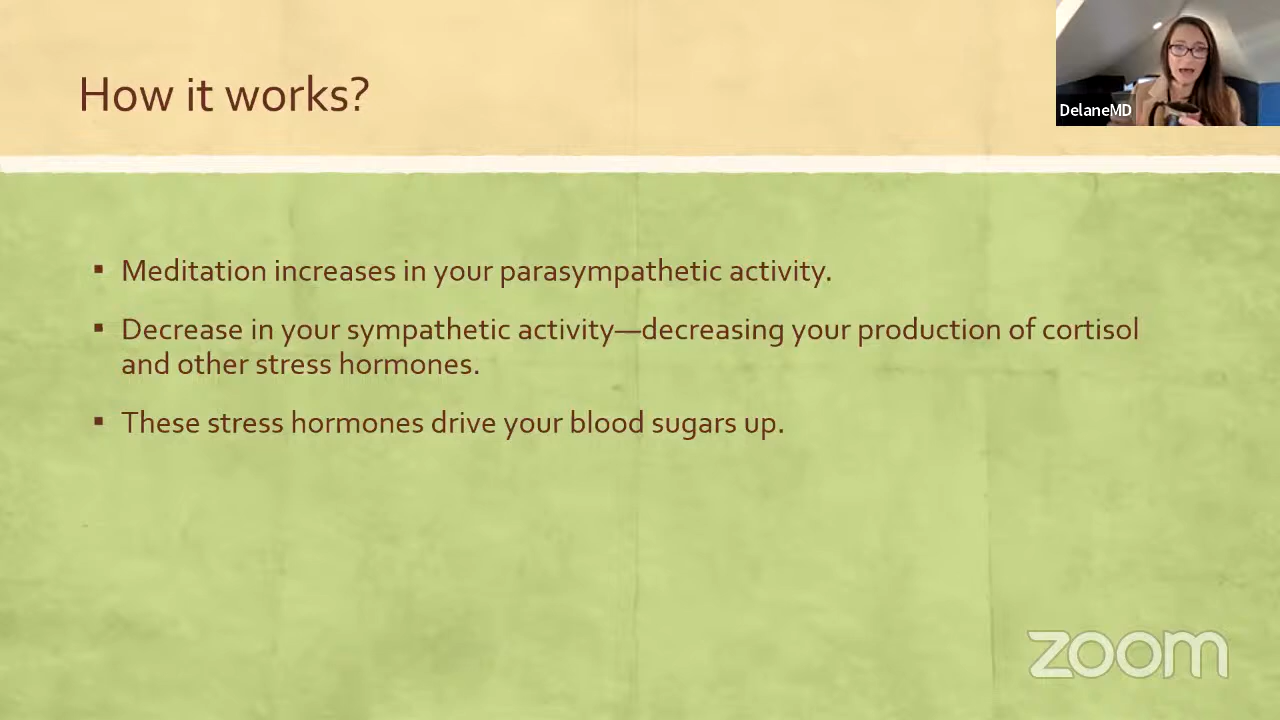 How it works?
DelaneMD
▪ Meditation increases in your parasympathetic activity.
▪ Decrease in your sympathetic activity—decreasing your production of cortisol
and other stress hormones.
▪ These stress hormones drive your blood sugars up.
zoom